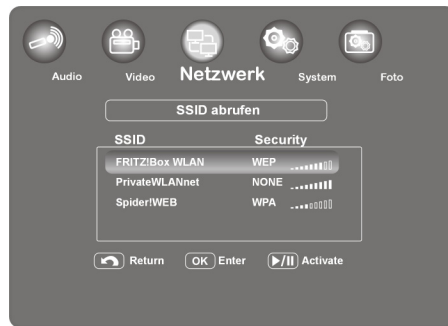 Audio Video Netzwerk System Foto
SSID abrufen
SSID Security
FRITZ!Box WLAN WEP
PrivateWLANnet NONE
Spider!WEB WPA
Return OK Enter Activate